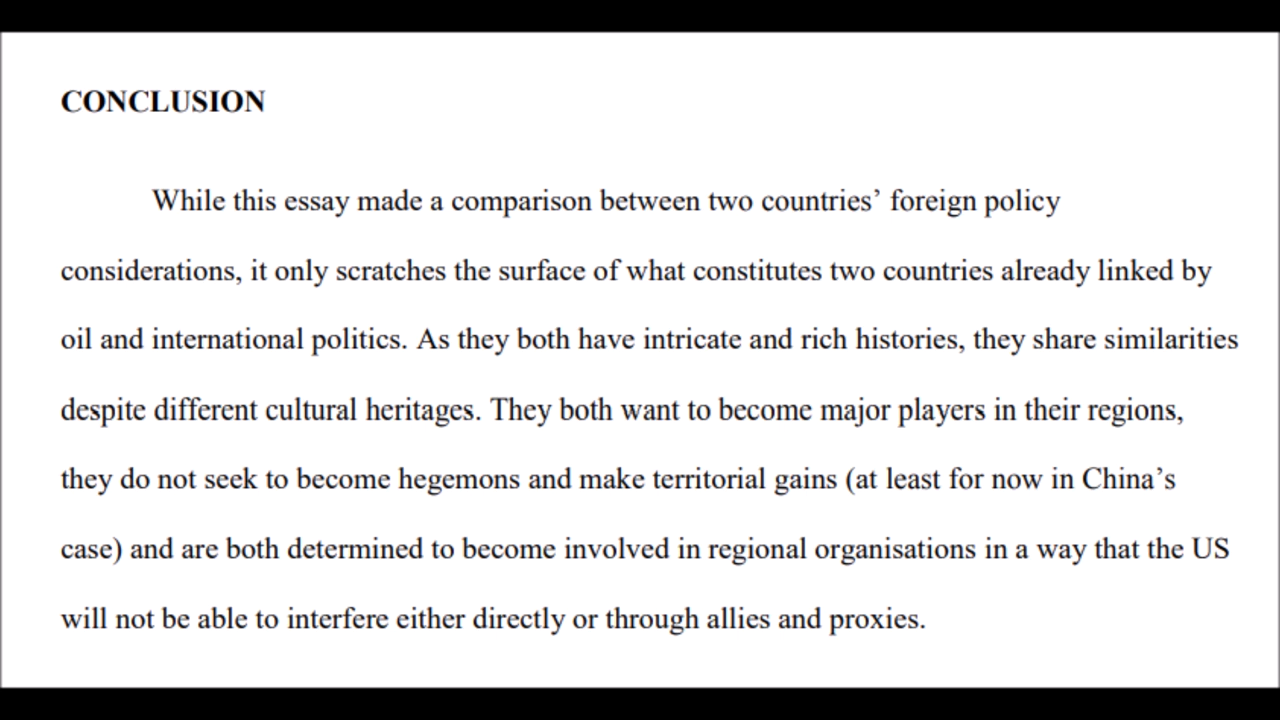 CONCLUSION
While this essay made a comparison between two countries’ foreign policy
considerations, it only scratches the surface of what constitutes two countries already linked by
oil and international politics. As they both have intricate and rich histories, they share similarities
despite different cultural heritages. They both want to become major players in their regions,
they do not seek to become hegemons and make territorial gains (at least for now in China’s
case) and are both determined to become involved in regional organisations in a way that the US
will not be able to interfere either directly or through allies and proxies.